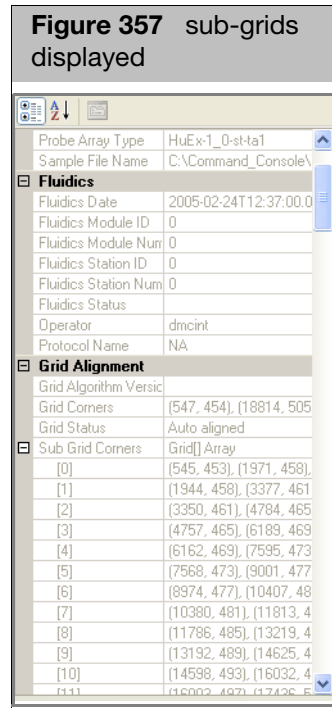 Figure 357 sub-grids
displayed
Probe Array Type HuEx-1_0-st-ta1
Sample File Name C:\Command_Console\
Fluidics
Fluidics Date 2005-02-24T12:37:00.0
Fluidics Module ID 0
Fluidics Module Num 0
Fluidics Station ID 0
Fluidics Station Num 0
Fluidics Status
Operator dmcint
Protocol Name NA
Grid Alignment
Grid Algorithm Versic
Grid Corners (547, 454), (18814, 505
Grid Status Auto aligned
Sub Grid Corners Grid[] Array
[0] (545, 453), (1971, 458),
[1] (1944, 458), (3377, 461
[2] (3350, 461), (4784, 465
[3] (4757, 465), (6189, 469
[4] (6162, 469), (7595, 473
[5] (7568, 473), (9001, 477
[6] (8974, 477), (10407, 48
[7] (10380, 481), (11813, 4
[8] (11786, 485), (13219, 4
[9] (13192, 489), (14625, 4
[10] (14598, 493), (16032, 4
[11] (16003, 497), (17436, 5